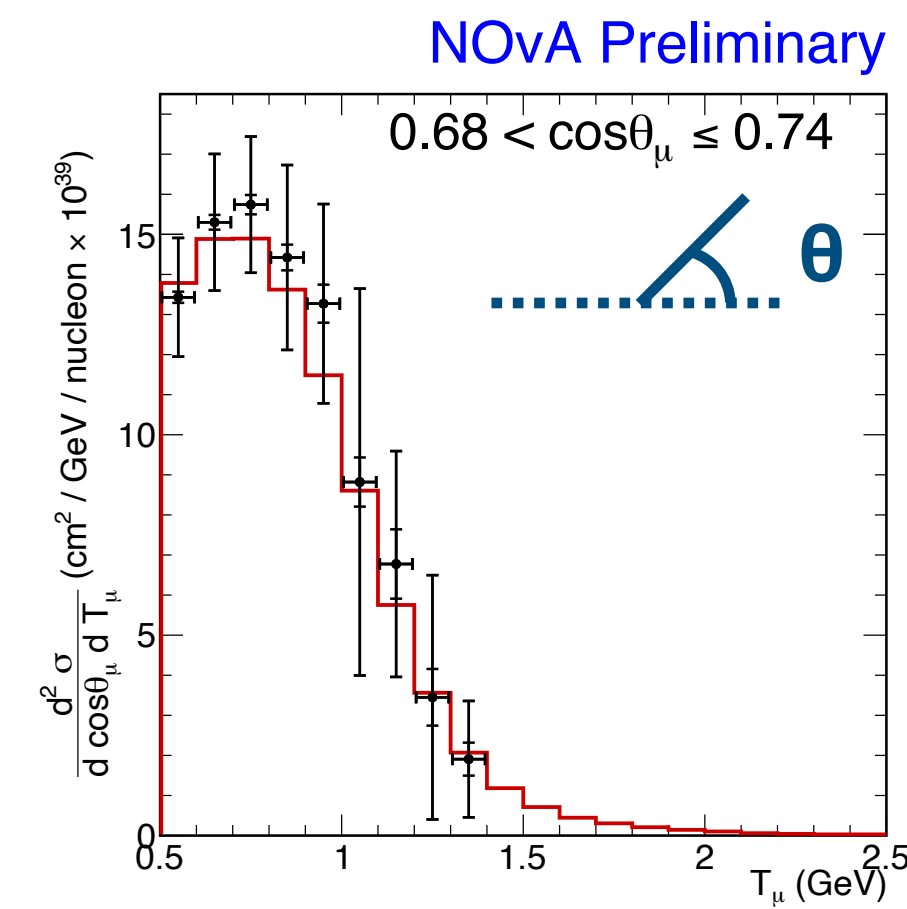 NOvA Preliminary
0.68 < cosθμ ≤ 0.74
θ
d² σ
d cosθμ d Tμ
(cm² / GeV / nucleon × 10³⁹)
15
10
5
0
0.5 1 1.5 2 2.5
Tμ (GeV)